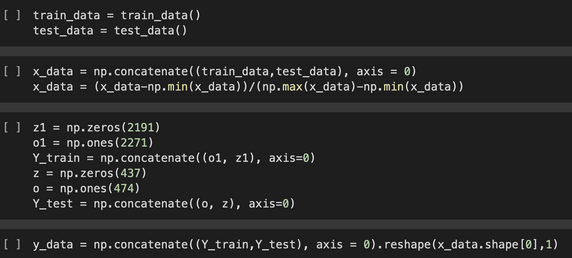 [ ] train_data = train_data()
test_data = test_data()
[ ] x_data = np.concatenate((train_data,test_data), axis = 0)
x_data = (x_data-np.min(x_data))/(np.max(x_data)-np.min(x_data))
[ ] z1 = np.zeros(2191)
o1 = np.ones(2271)
Y_train = np.concatenate((o1, z1), axis=0)
z = np.zeros(437)
o = np.ones(474)
Y_test = np.concatenate((o, z), axis=0)
[ ] y_data = np.concatenate((Y_train,Y_test), axis = 0).reshape(x_data.shape[0],1)